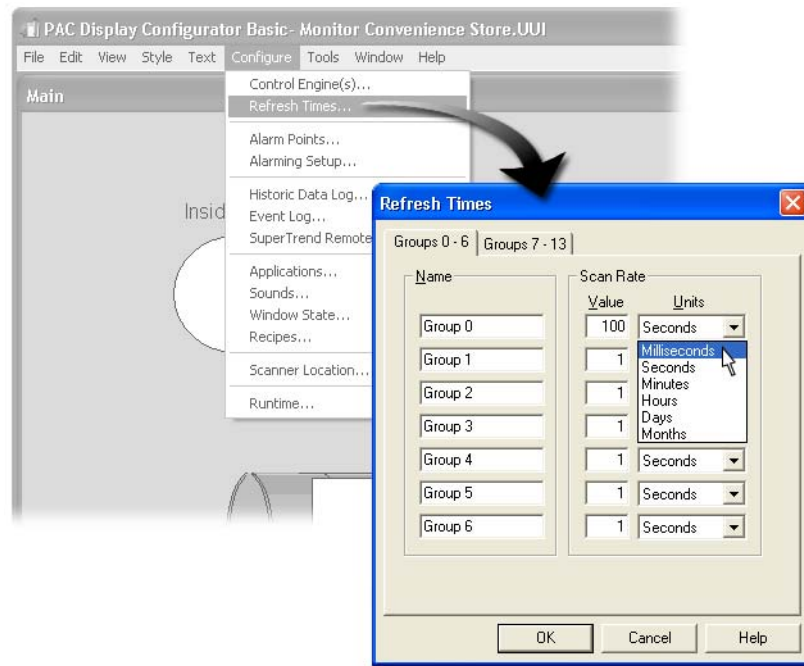 PAC Display Configurator Basic- Monitor Convenience Store.UUI
File Edit View Style Text Configure Tools Window Help
Main
Control Engine(s)...
Refresh Times...
Alarm Points...
Alarming Setup...
Historic Data Log...
Event Log...
SuperTrend Remote
Applications...
Sounds...
Window State...
Recipes...
Scanner Location...
Runtime...
Insid
Refresh Times
Groups 0 - 6 Groups 7 - 13
Name Scan Rate
Value Units
Group 0 100 Seconds
Milliseconds
Seconds
Minutes
Hours
Days
Months
Group 1 1
Group 2 1
Group 3 1
Group 4 1 Seconds
Group 5 1 Seconds
Group 6 1 Seconds
OK Cancel Help